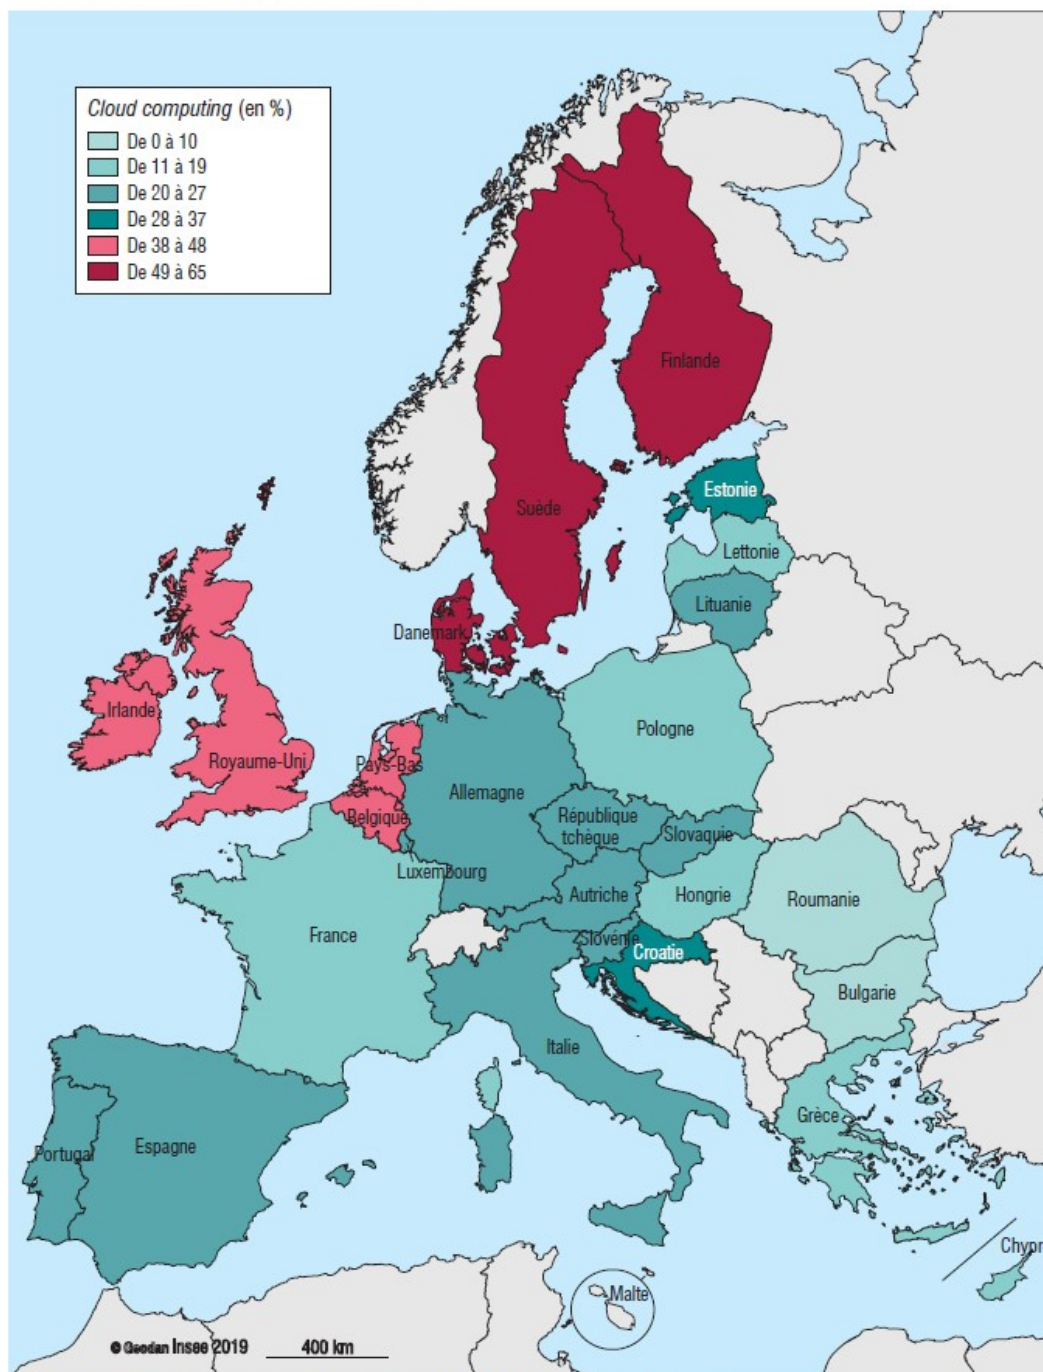 Cloud computing (en %)
De 0 à 10
De 11 à 19
De 20 à 27
De 28 à 37
De 38 à 48
De 49 à 65
Finlande
Estonie
Suède
Lettonie
Lituanie
Danemark
Irlande
Pologne
Royaume-Uni
Pays-Bas
Allemagne
Belgique
République
tchèque
Slovaquie
Luxembourg
Autriche
Hongrie
Roumanie
France
Slovénie
Croatie
Bulgarie
Italie
Grèce
Portugal
Espagne
Chypr
Malte
© Geodan Insee 2019
400 km